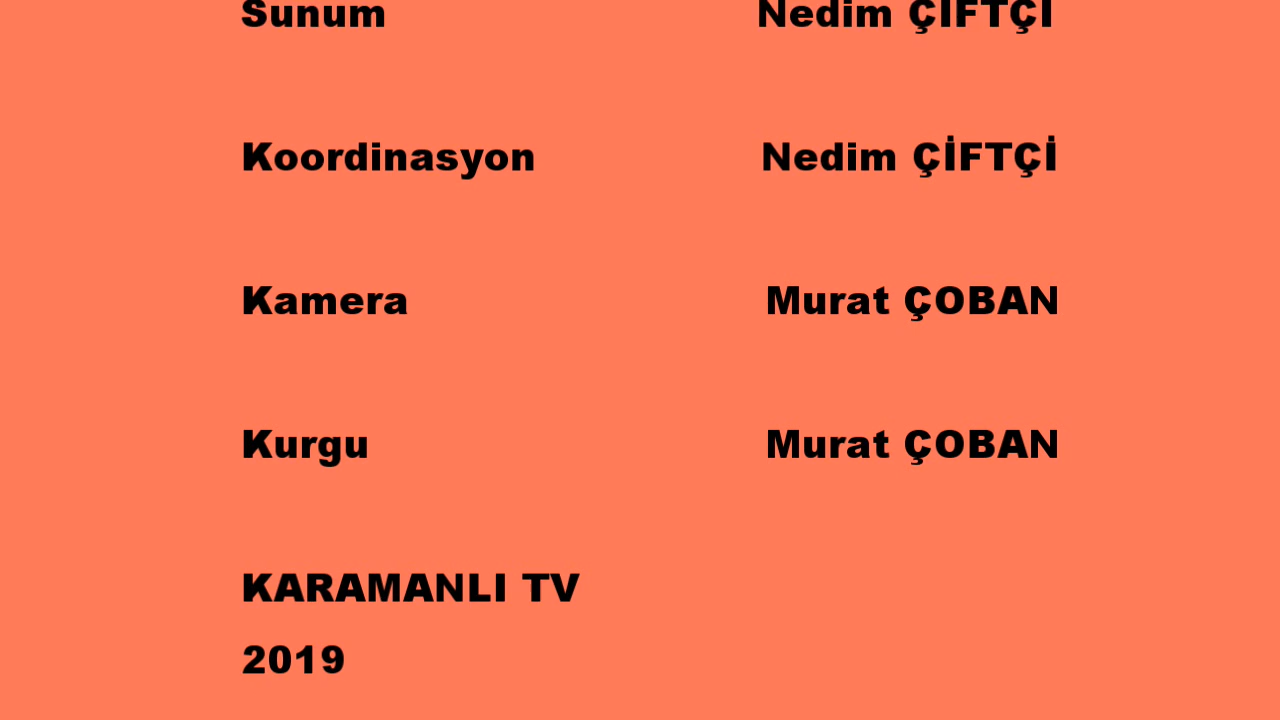 Sunum Nedim ÇİFTÇİ
Koordinasyon Nedim ÇİFTÇİ
Kamera Murat ÇOBAN
Kurgu Murat ÇOBAN
KARAMANLI TV
2019